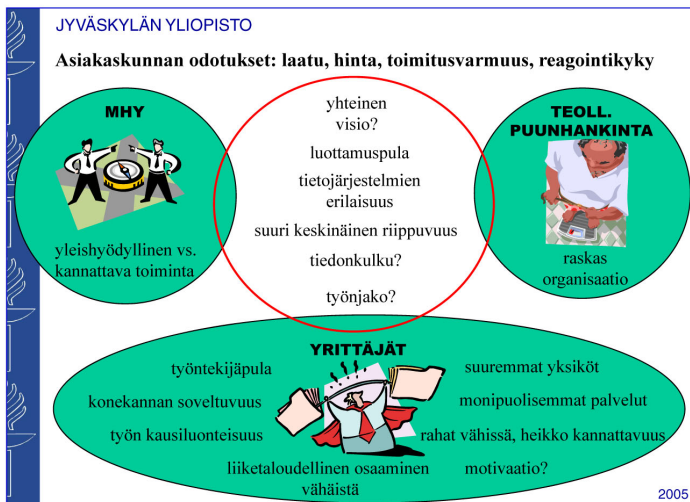 JYVÄSKYLÄN YLIOPISTO
Asiakaskunnan odotukset: laatu, hinta, toimitusvarmuus, reagointikyky
MHY
yleishyödyllinen vs.
kannattava toiminta
yhteinen
visio?
luottamuspula
tietojärjestelmien
erilaisuus
suuri keskinäinen riippuvuus
tiedonkulku?
työnjako?
TEOLL.
PUUNHANKINTA
raskas
organisaatio
YRITTÄJÄT
työntekijäpula
konekannan soveltuvuus
työn kausiluonteisuus
liiketaloudellinen osaaminen
vähäistä
suuremmat yksiköt
monipuolisemmat palvelut
rahat vähissä, heikko kannattavuus
motivaatio?
2005